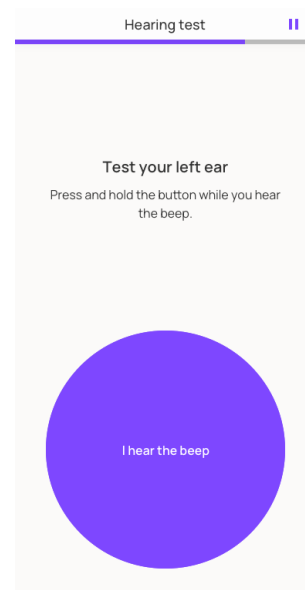 Hearing test
Test your left ear
Press and hold the button while you hear
the beep.
I hear the beep